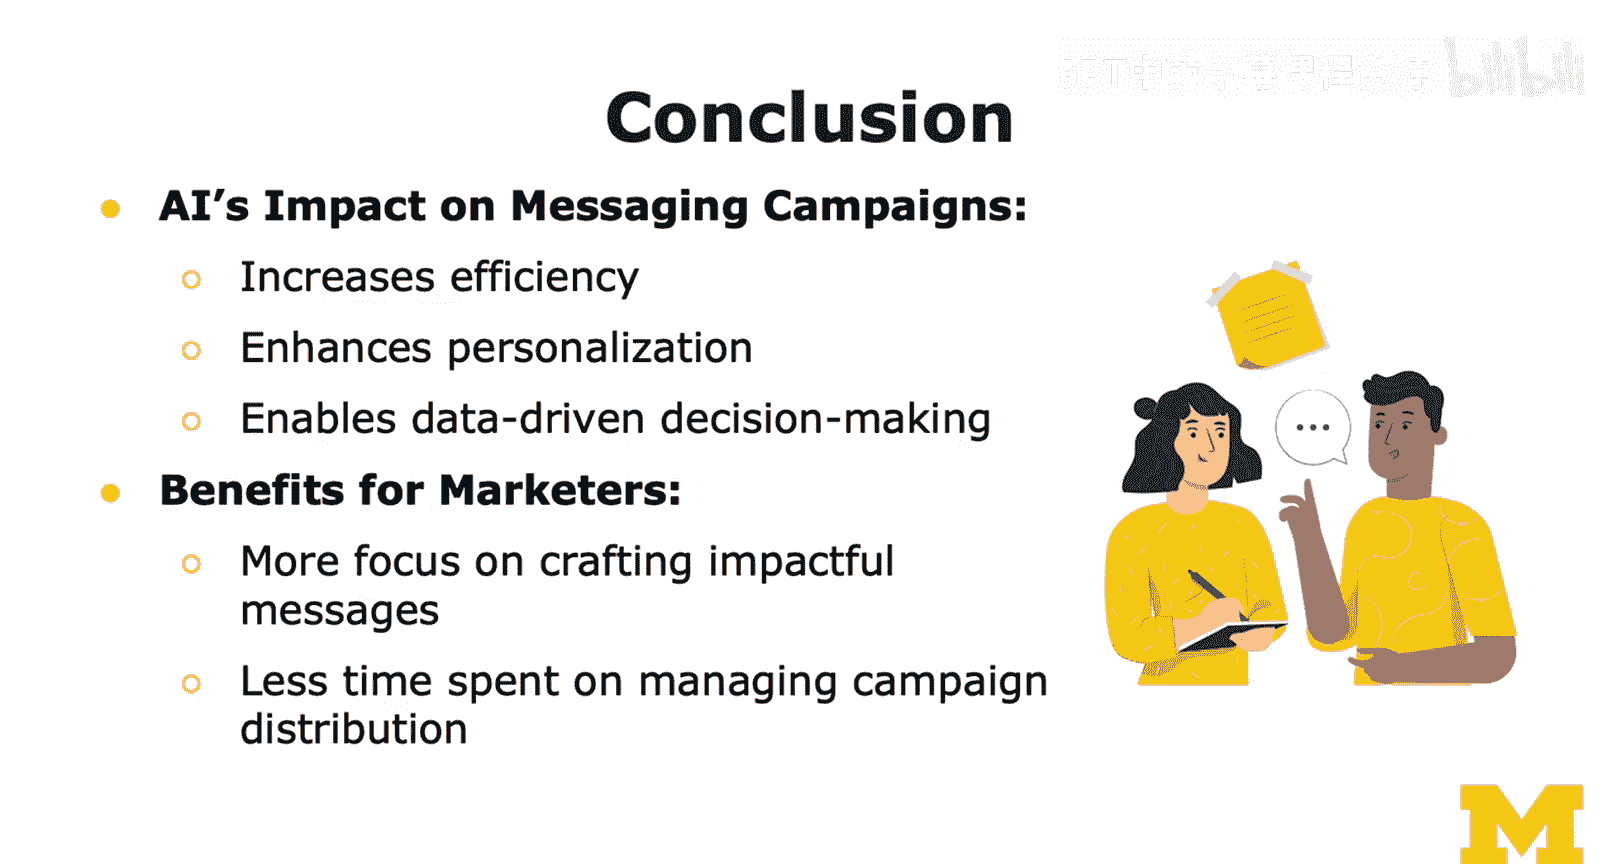 bilibili
Conclusion
AI’s Impact on Messaging Campaigns:
Increases efficiency
Enhances personalization
Enables data-driven decision-making
Benefits for Marketers:
More focus on crafting impactful
messages
Less time spent on managing campaign
distribution
M